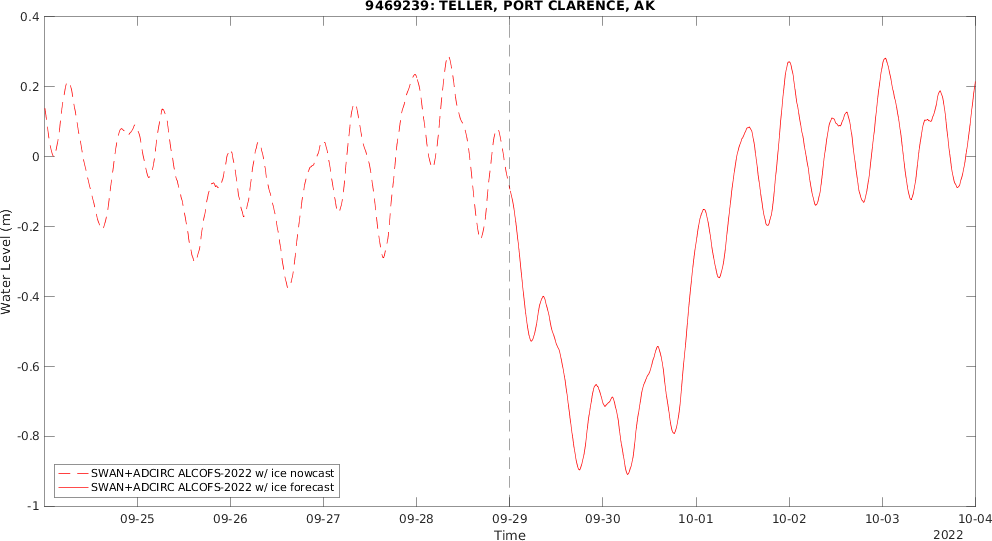 9469239: TELLER, PORT CLARENCE, AK
0.4
0.2
0
-0.2
-0.4
-0.6
-0.8
-1
Water Level (m)
SWAN+ADCIRC ALCOFS-2022 w/ ice nowcast
SWAN+ADCIRC ALCOFS-2022 w/ ice forecast
09-25 09-26 09-27 09-28 09-29 09-30 10-01 10-02 10-03 10-04
Time
2022